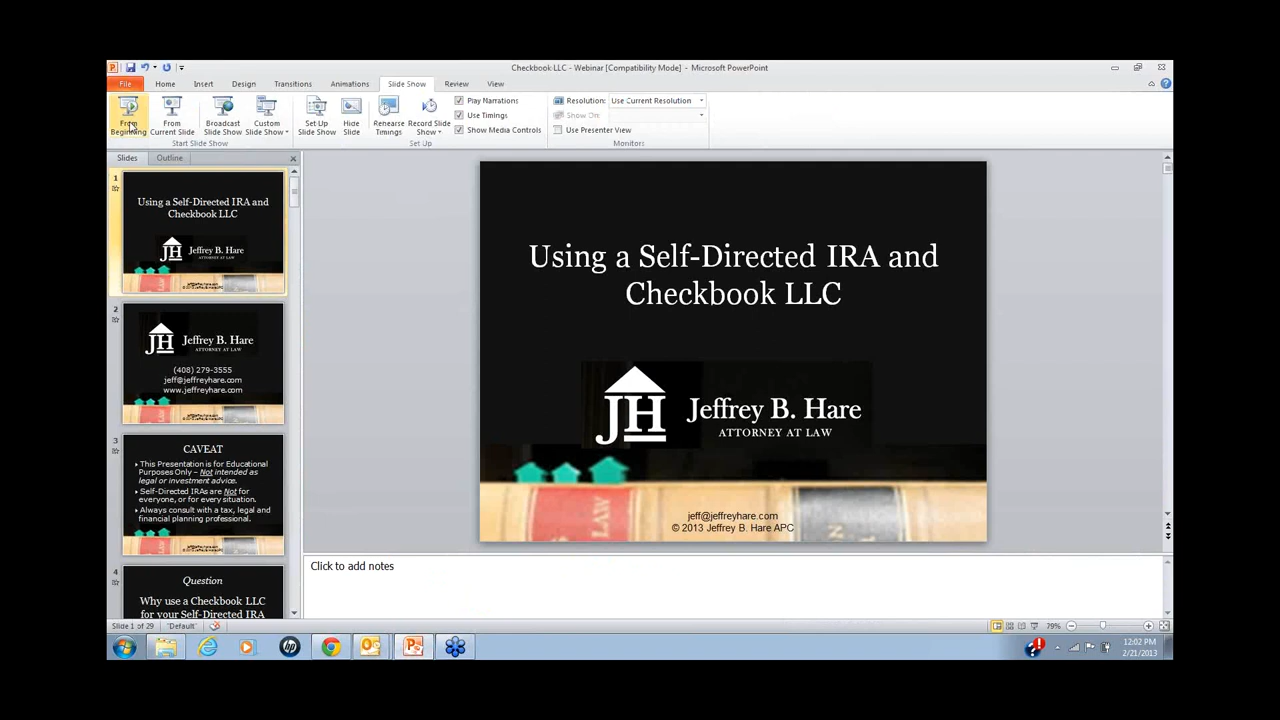 Checkbook LLC - Webinar [Compatibility Mode] - Microsoft PowerPoint
File Home Insert Design Transitions Animations Slide Show Review View
From Beginning
From Current Slide
Broadcast Slide Show
Custom Slide Show
Set Up Slide Show
Hide Slide
Rehearse Timings
Record Slide Show
Play Narrations
Use Timings
Show Media Controls
Resolution: Use Current Resolution
Show On:
Use Presenter View
Start Slide Show
Set Up
Monitors
Slides Outline
1
Using a Self-Directed IRA and
Checkbook LLC
JH Jeffrey B. Hare
ATTORNEY AT LAW
2
JH Jeffrey B. Hare
ATTORNEY AT LAW
(408) 279-3555
jeff@jeffreyhare.com
www.jeffreyhare.com
3
CAVEAT
This Presentation is for Educational
Purposes Only – Not intended as
legal or investment advice.
Self-Directed IRAs are Not for
everyone, or for every situation.
Always consult with a tax, legal and
financial planning professional.
4
Question
Why use a Checkbook LLC
for your Self-Directed IRA
Using a Self-Directed IRA and
Checkbook LLC
JH Jeffrey B. Hare
ATTORNEY AT LAW
LAW
jeff@jeffreyhare.com
© 2013 Jeffrey B. Hare APC
Click to add notes
Slide 1 of 29 "Default" 79%
hp
12:02 PM
2/21/2013